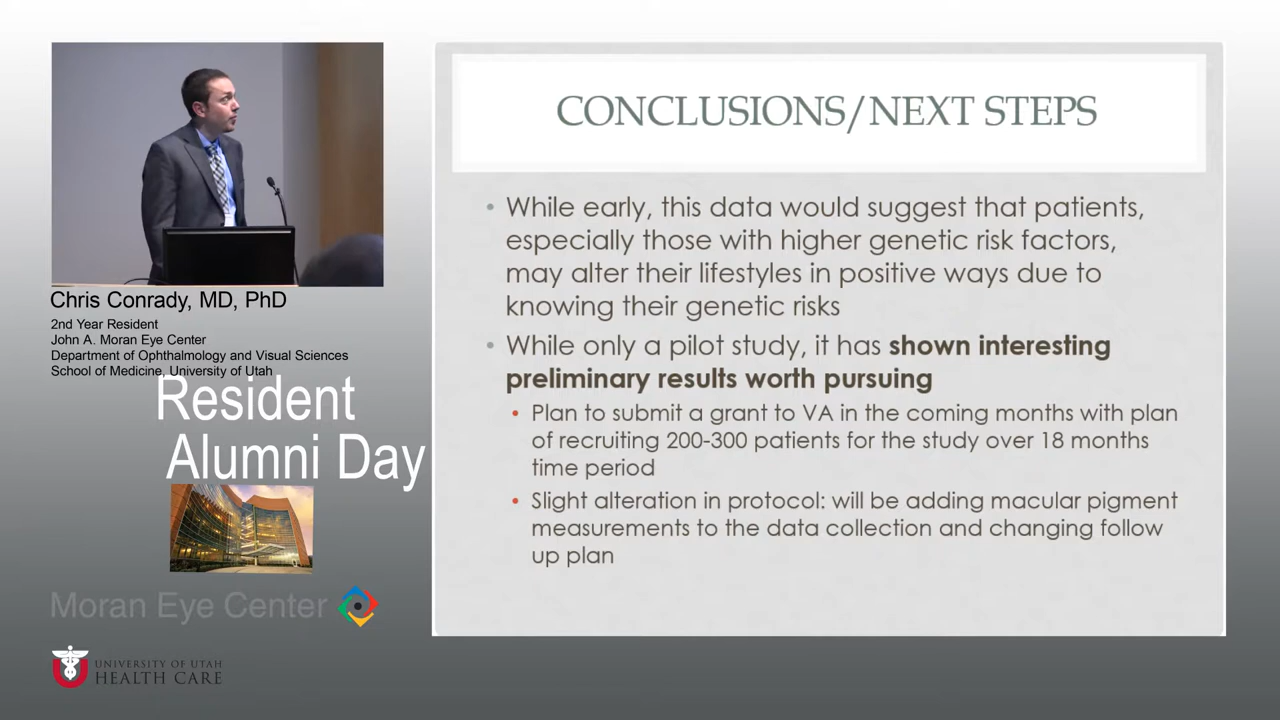 Chris Conrady, MD, PhD
2nd Year Resident
John A. Moran Eye Center
Department of Ophthalmology and Visual Sciences
School of Medicine, University of Utah
Resident
Alumni Day
Moran Eye Center
UNIVERSITY OF UTAH
HEALTH CARE
CONCLUSIONS/NEXT STEPS
• While early, this data would suggest that patients,
especially those with higher genetic risk factors,
may alter their lifestyles in positive ways due to
knowing their genetic risks
• While only a pilot study, it has shown interesting
preliminary results worth pursuing
• Plan to submit a grant to VA in the coming months with plan
of recruiting 200-300 patients for the study over 18 months
time period
• Slight alteration in protocol: will be adding macular pigment
measurements to the data collection and changing follow
up plan